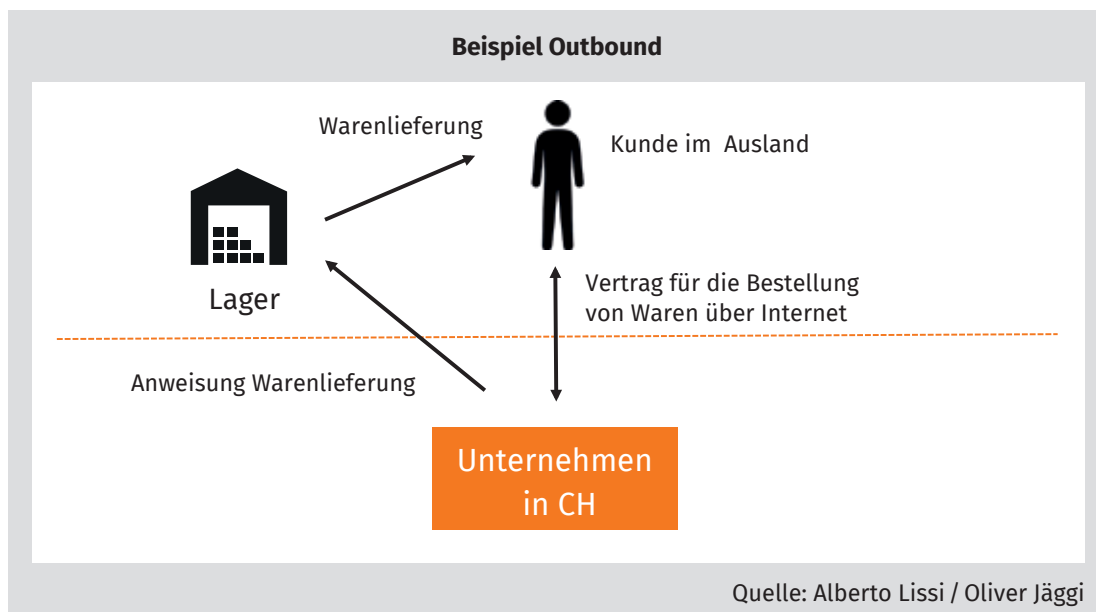 Beispiel Outbound
Warenlieferung
Kunde im Ausland
Lager
Vertrag für die Bestellung
von Waren über Internet
Anweisung Warenlieferung
Unternehmen
in CH
Quelle: Alberto Lissi / Oliver Jäggi